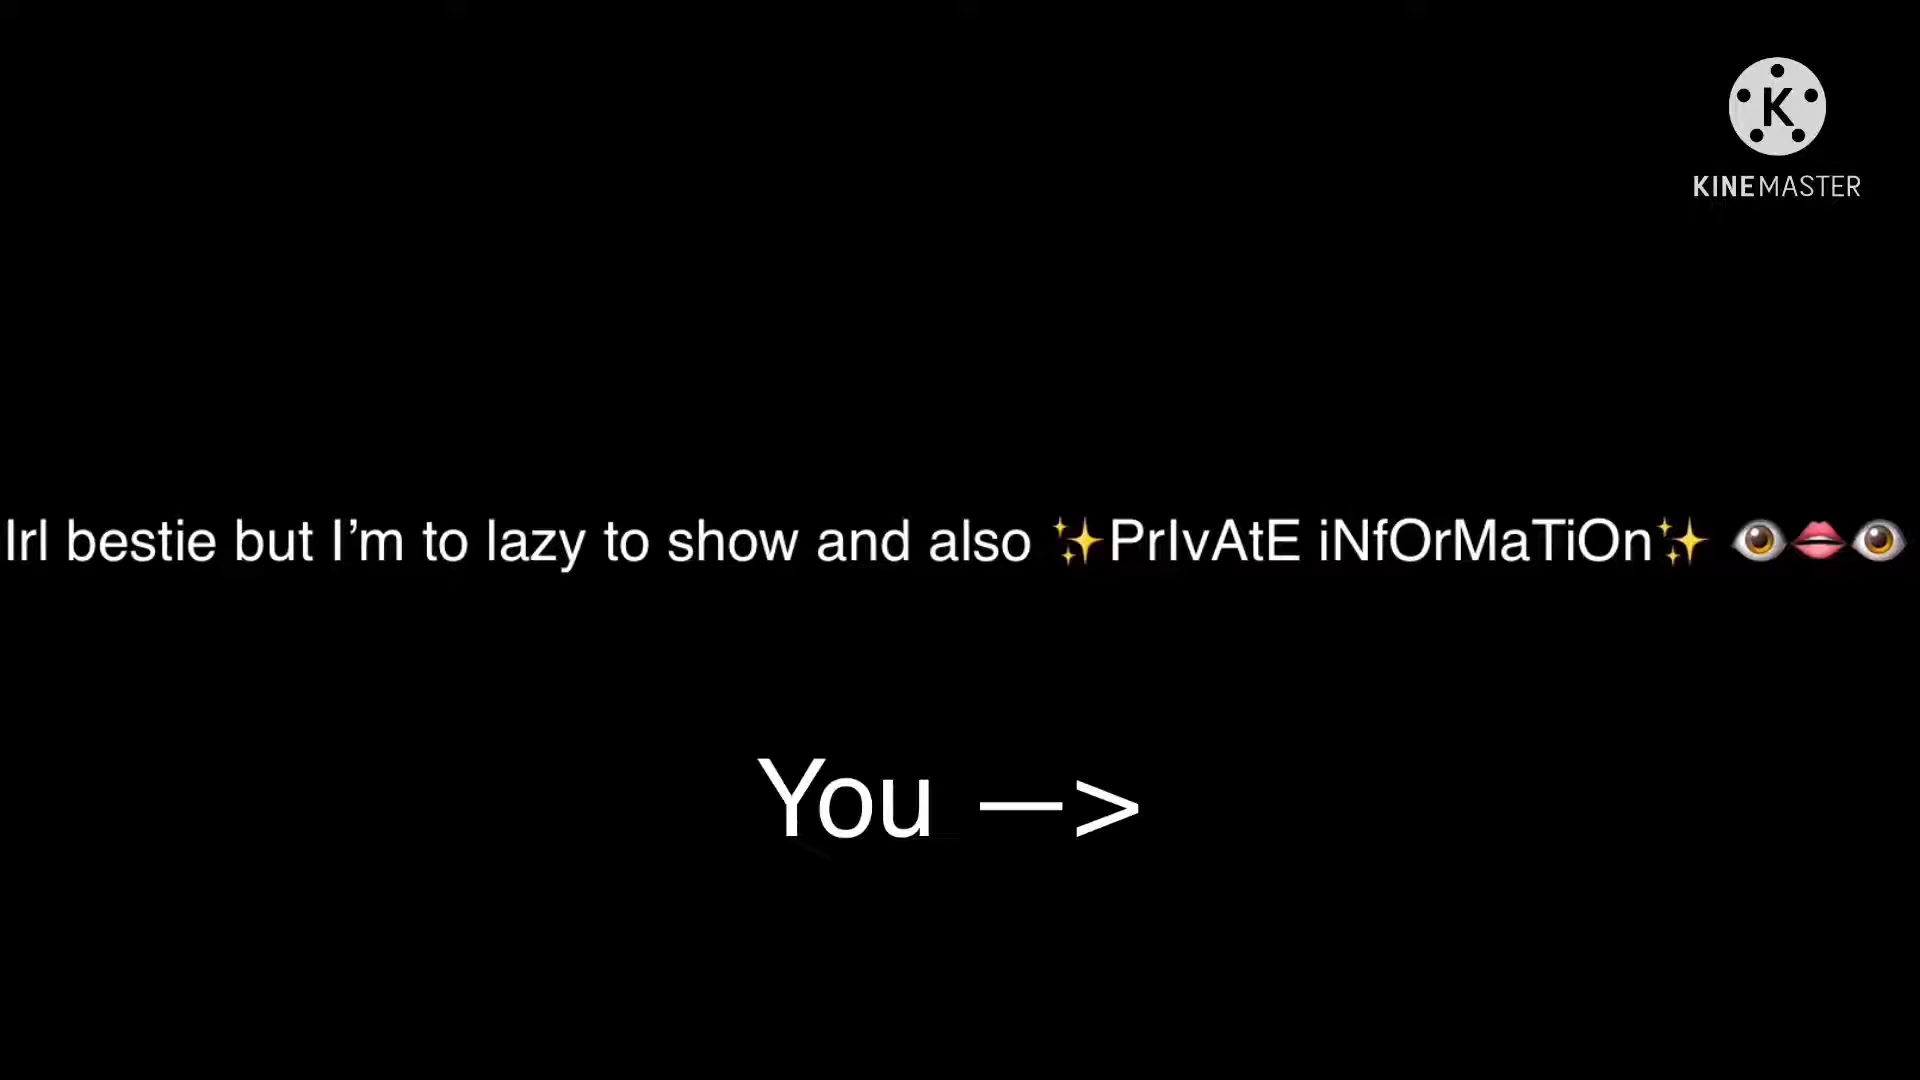 K
KINEMASTER
Irl bestie but I’m to lazy to show and also ✨PrIvAtE iNfOrMaTiOn✨ 👁👄👁
You —>